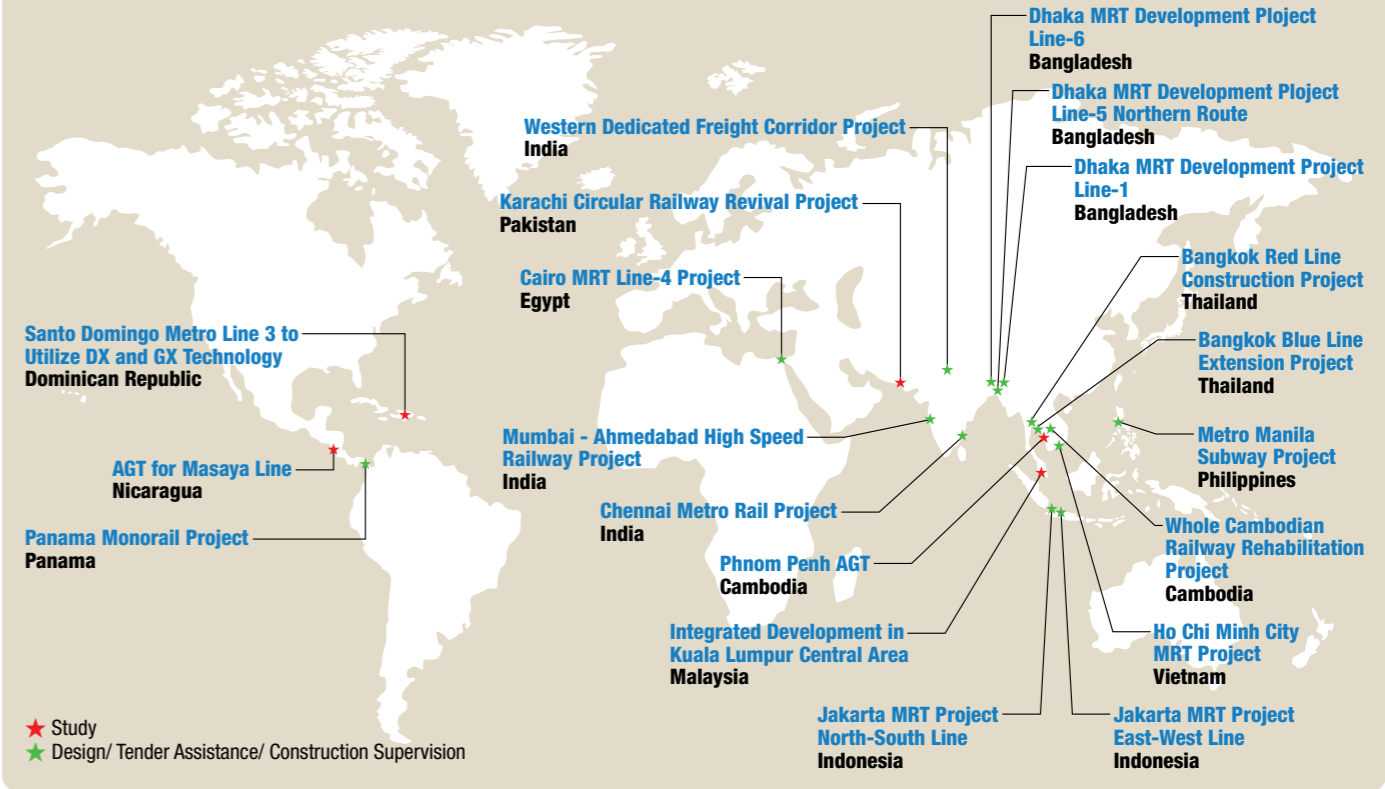 Dhaka MRT Development Ploject
Line-6
Bangladesh
Dhaka MRT Development Ploject
Line-5 Northern Route
Bangladesh
Dhaka MRT Development Project
Line-1
Bangladesh
Western Dedicated Freight Corridor Project
India
Karachi Circular Railway Revival Project
Pakistan
Cairo MRT Line-4 Project
Egypt
Bangkok Red Line
Construction Project
Thailand
Bangkok Blue Line
Extension Project
Thailand
Santo Domingo Metro Line 3 to
Utilize DX and GX Technology
Dominican Republic
AGT for Masaya Line
Nicaragua
Panama Monorail Project
Panama
Mumbai - Ahmedabad High Speed
Railway Project
India
Chennai Metro Rail Project
India
Metro Manila
Subway Project
Philippines
Phnom Penh AGT
Cambodia
Whole Cambodian
Railway Rehabilitation
Project
Cambodia
Integrated Development in
Kuala Lumpur Central Area
Malaysia
Ho Chi Minh City
MRT Project
Vietnam
Jakarta MRT Project
North-South Line
Indonesia
Jakarta MRT Project
East-West Line
Indonesia
Study
Design/ Tender Assistance/ Construction Supervision